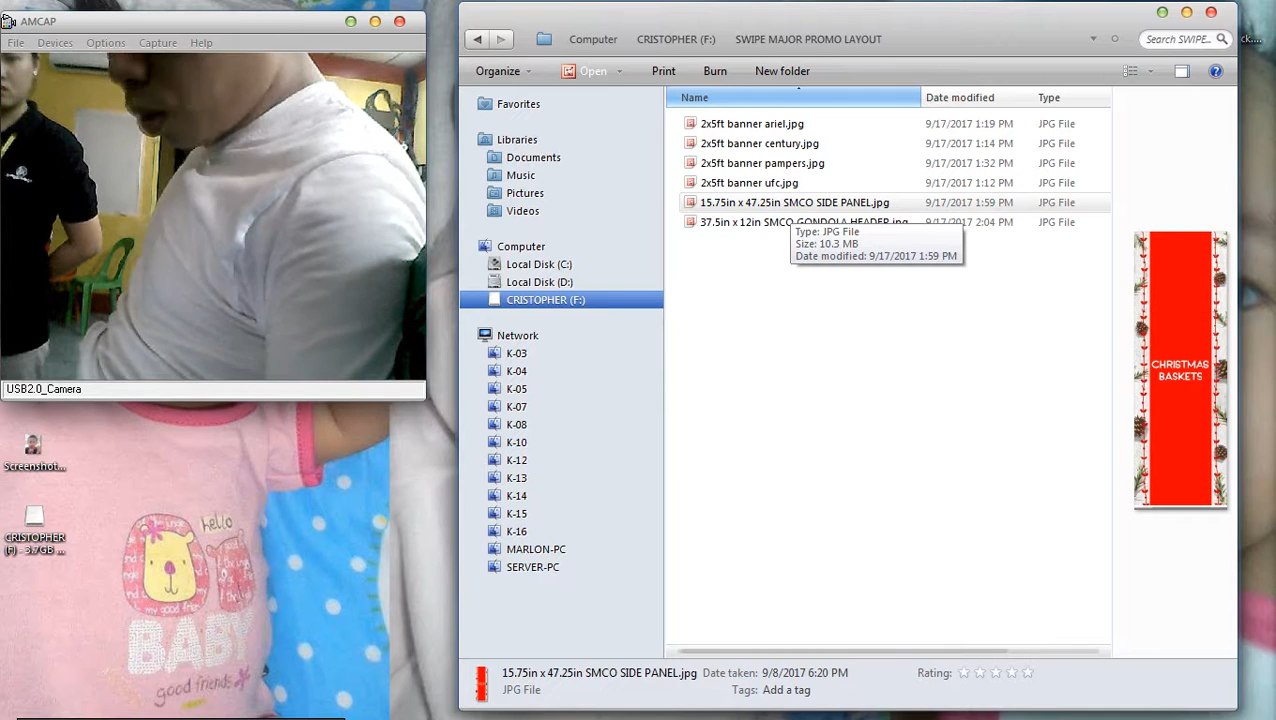 AMCAP
File Devices Options Capture Help
USB2.0_Camera
Screenshot...
CRISTOPHER
(F) - 3.7GB ...
hello
my good frien
BABY
good friends
Computer CRISTOPHER (F:) SWIPE MAJOR PROMO LAYOUT Search SWIPE...
Organize Open Print Burn New folder
Favorites
Libraries
Documents
Music
Pictures
Videos
Computer
Local Disk (C:)
Local Disk (D:)
CRISTOPHER (F:)
Network
K-03
K-04
K-05
K-07
K-08
K-10
K-12
K-13
K-14
K-15
K-16
MARLON-PC
SERVER-PC
Name Date modified Type
2x5ft banner ariel.jpg 9/17/2017 1:19 PM JPG File
2x5ft banner century.jpg 9/17/2017 1:14 PM JPG File
2x5ft banner pampers.jpg 9/17/2017 1:32 PM JPG File
2x5ft banner ufc.jpg 9/17/2017 1:12 PM JPG File
15.75in x 47.25in SMCO SIDE PANEL.jpg 9/17/2017 1:59 PM JPG File
37.5in x 12in SMCO GONDOLA HEADER.jpg 9/17/2017 2:04 PM JPG File
Type: JPG File
Size: 10.3 MB
Date modified: 9/17/2017 1:59 PM
CHRISTMAS
BASKETS
15.75in x 47.25in SMCO SIDE PANEL.jpg Date taken: 9/8/2017 6:20 PM Rating:
JPG File Tags: Add a tag